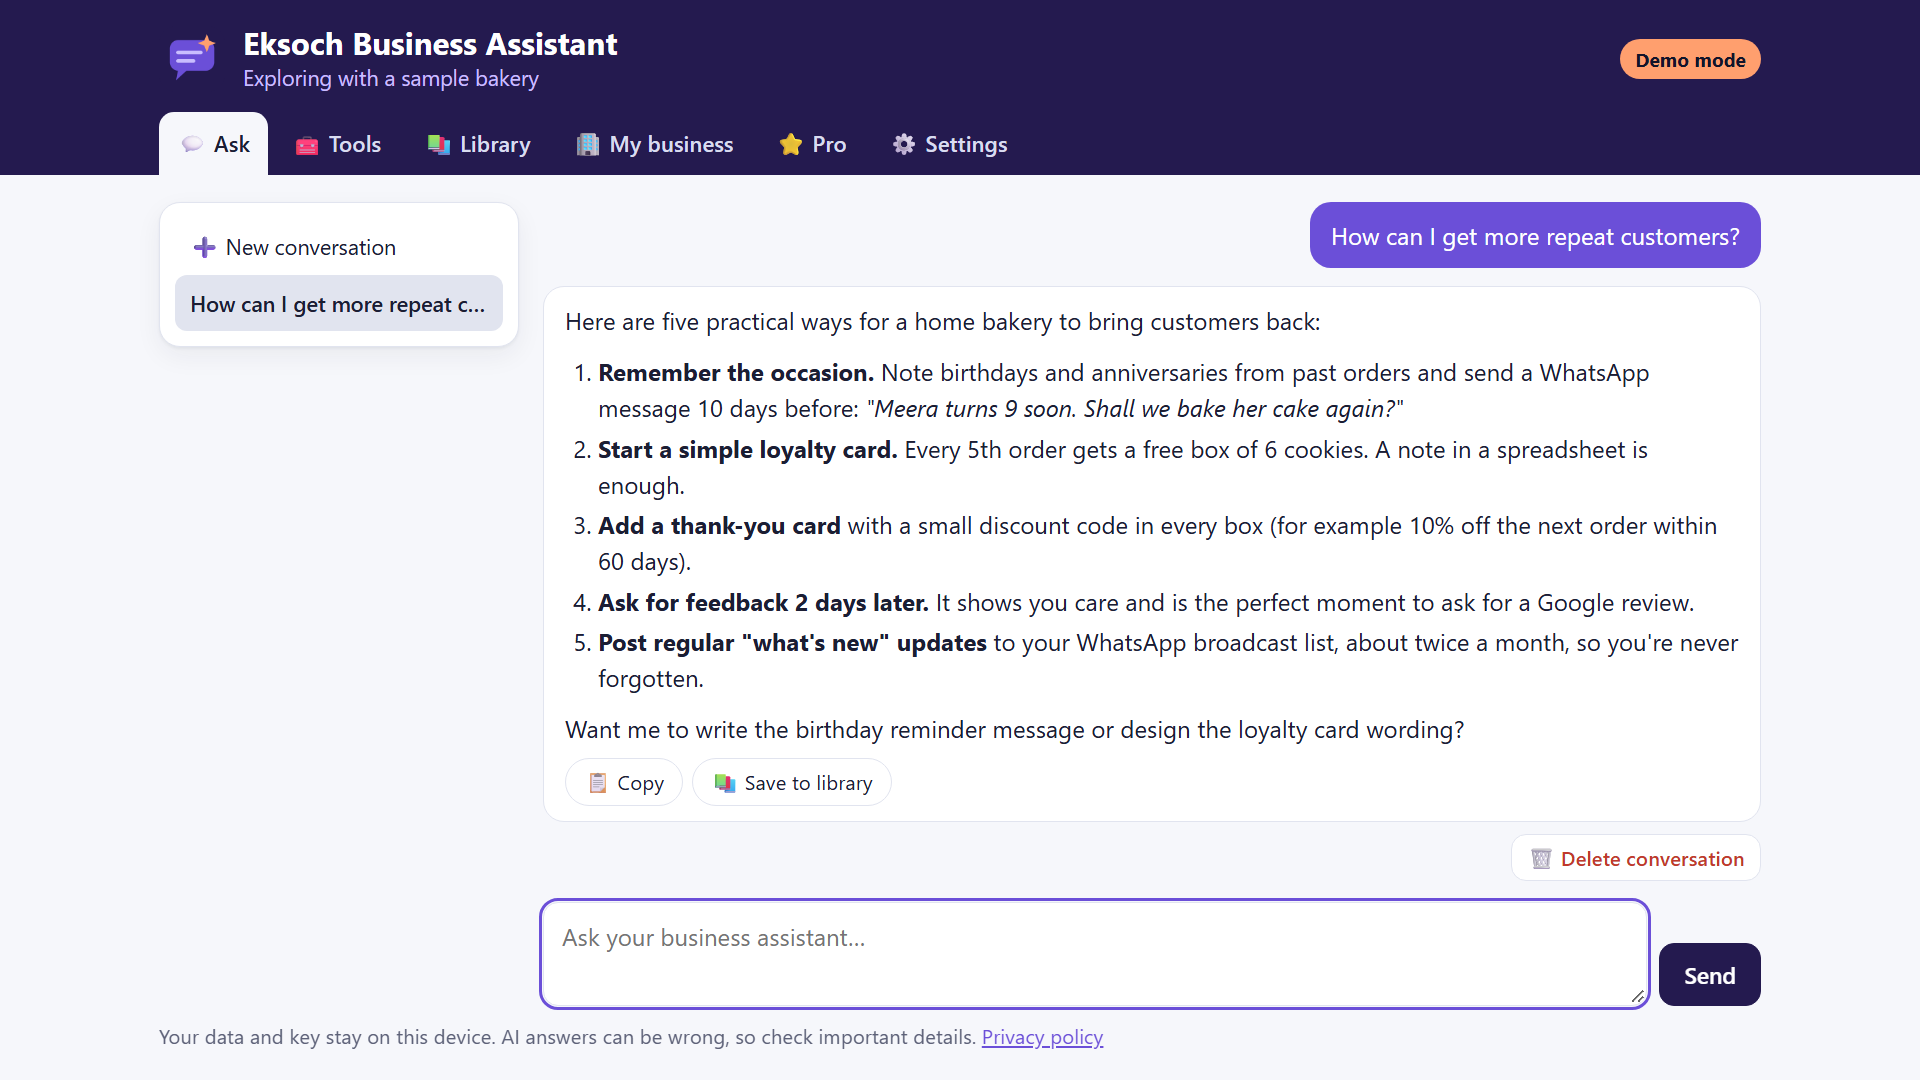 Eksoch Business Assistant
Exploring with a sample bakery
Demo mode
Ask
Tools
Library
My business
Pro
Settings
New conversation
How can I get more repeat c...
How can I get more repeat customers?
Here are five practical ways for a home bakery to bring customers back:
1. Remember the occasion. Note birthdays and anniversaries from past orders and send a WhatsApp
message 10 days before: "Meera turns 9 soon. Shall we bake her cake again?"
2. Start a simple loyalty card. Every 5th order gets a free box of 6 cookies. A note in a spreadsheet is
enough.
3. Add a thank-you card with a small discount code in every box (for example 10% off the next order within
60 days).
4. Ask for feedback 2 days later. It shows you care and is the perfect moment to ask for a Google review.
5. Post regular "what's new" updates to your WhatsApp broadcast list, about twice a month, so you're never
forgotten.
Want me to write the birthday reminder message or design the loyalty card wording?
Copy
Save to library
Delete conversation
Ask your business assistant...
Send
Your data and key stay on this device. AI answers can be wrong, so check important details. Privacy policy